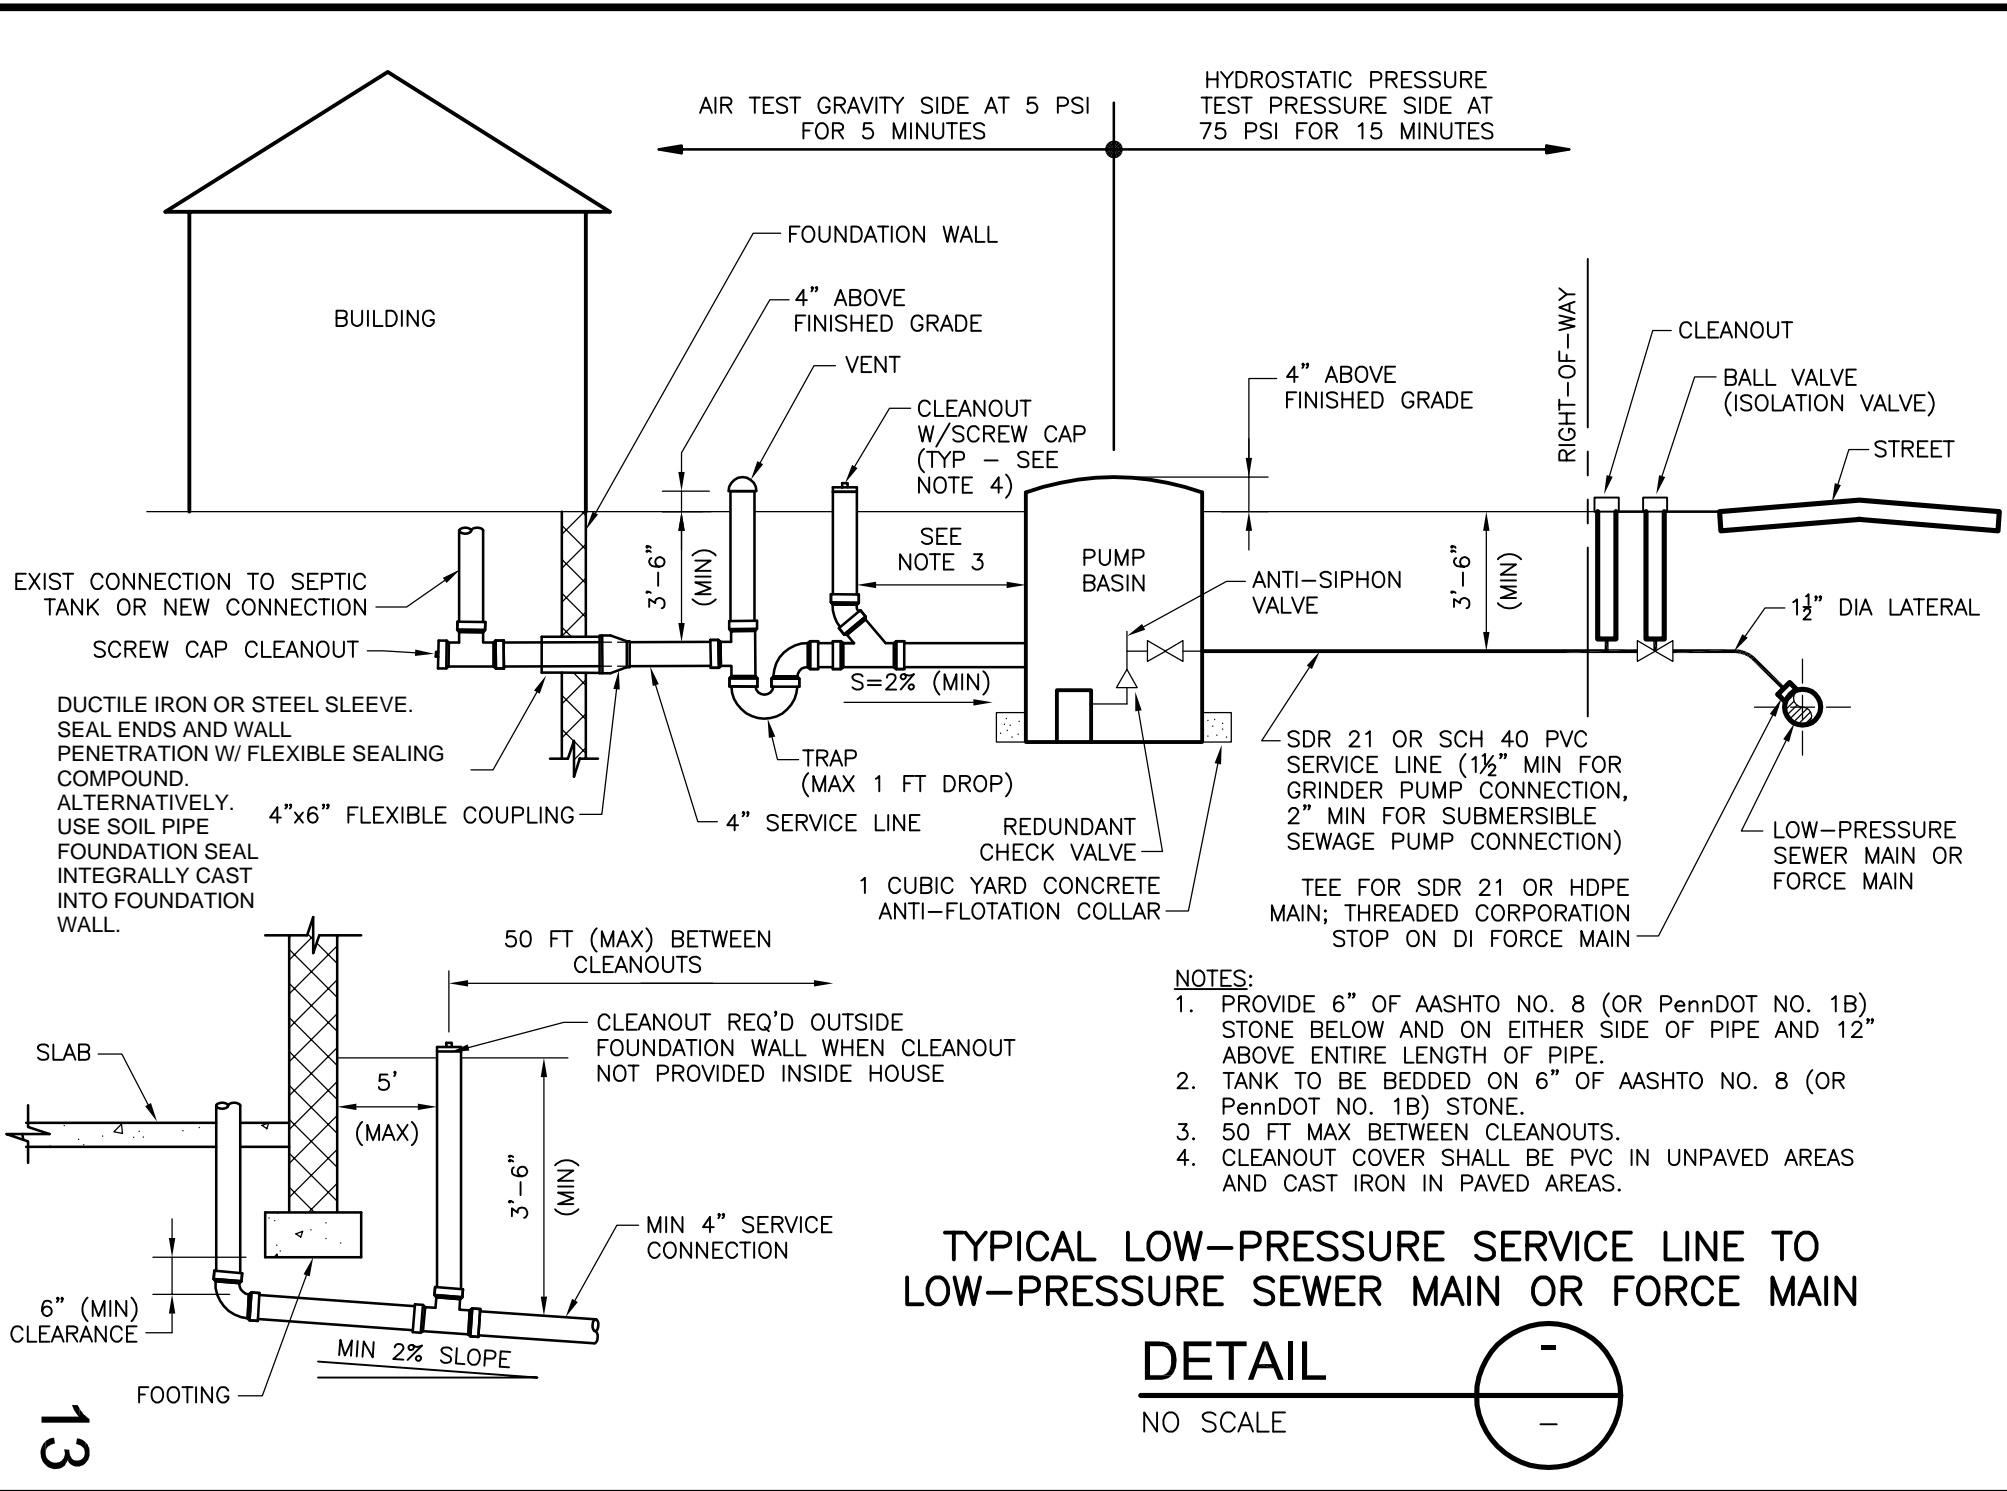 AIR TEST GRAVITY SIDE AT 5 PSI
FOR 5 MINUTES
HYDROSTATIC PRESSURE
TEST PRESSURE SIDE AT
75 PSI FOR 15 MINUTES
FOUNDATION WALL
4" ABOVE
FINISHED GRADE
VENT
BUILDING
CLEANOUT
W/SCREW CAP
(TYP – SEE
NOTE 4)
4" ABOVE
FINISHED GRADE
RIGHT–OF–WAY
CLEANOUT
BALL VALVE
(ISOLATION VALVE)
STREET
EXIST CONNECTION TO SEPTIC
TANK OR NEW CONNECTION
SCREW CAP CLEANOUT
3'–6"
(MIN)
SEE
NOTE 3
PUMP
BASIN
ANTI–SIPHON
VALVE
3'–6"
(MIN)
1½" DIA LATERAL
S=2% (MIN)
DUCTILE IRON OR STEEL SLEEVE.
SEAL ENDS AND WALL
PENETRATION W/ FLEXIBLE SEALING
COMPOUND.
ALTERNATIVELY.
USE SOIL PIPE
FOUNDATION SEAL
INTEGRALLY CAST
INTO FOUNDATION
WALL.
4"x6" FLEXIBLE COUPLING
TRAP
(MAX 1 FT DROP)
4" SERVICE LINE
REDUNDANT
CHECK VALVE
1 CUBIC YARD CONCRETE
ANTI–FLOTATION COLLAR
SDR 21 OR SCH 40 PVC
SERVICE LINE (1½" MIN FOR
GRINDER PUMP CONNECTION,
2" MIN FOR SUBMERSIBLE
SEWAGE PUMP CONNECTION)
LOW–PRESSURE
SEWER MAIN OR
FORCE MAIN
TEE FOR SDR 21 OR HDPE
MAIN; THREADED CORPORATION
STOP ON DI FORCE MAIN
50 FT (MAX) BETWEEN
CLEANOUTS
CLEANOUT REQ'D OUTSIDE
FOUNDATION WALL WHEN CLEANOUT
NOT PROVIDED INSIDE HOUSE
SLAB
5'
(MAX)
3'–6"
(MIN)
MIN 4" SERVICE
CONNECTION
6" (MIN)
CLEARANCE
MIN 2% SLOPE
FOOTING
NOTES:
1. PROVIDE 6" OF AASHTO NO. 8 (OR PennDOT NO. 1B)
STONE BELOW AND ON EITHER SIDE OF PIPE AND 12"
ABOVE ENTIRE LENGTH OF PIPE.
2. TANK TO BE BEDDED ON 6" OF AASHTO NO. 8 (OR
PennDOT NO. 1B) STONE.
3. 50 FT MAX BETWEEN CLEANOUTS.
4. CLEANOUT COVER SHALL BE PVC IN UNPAVED AREAS
AND CAST IRON IN PAVED AREAS.
TYPICAL LOW–PRESSURE SERVICE LINE TO
LOW–PRESSURE SEWER MAIN OR FORCE MAIN
DETAIL
NO SCALE
-
–
13